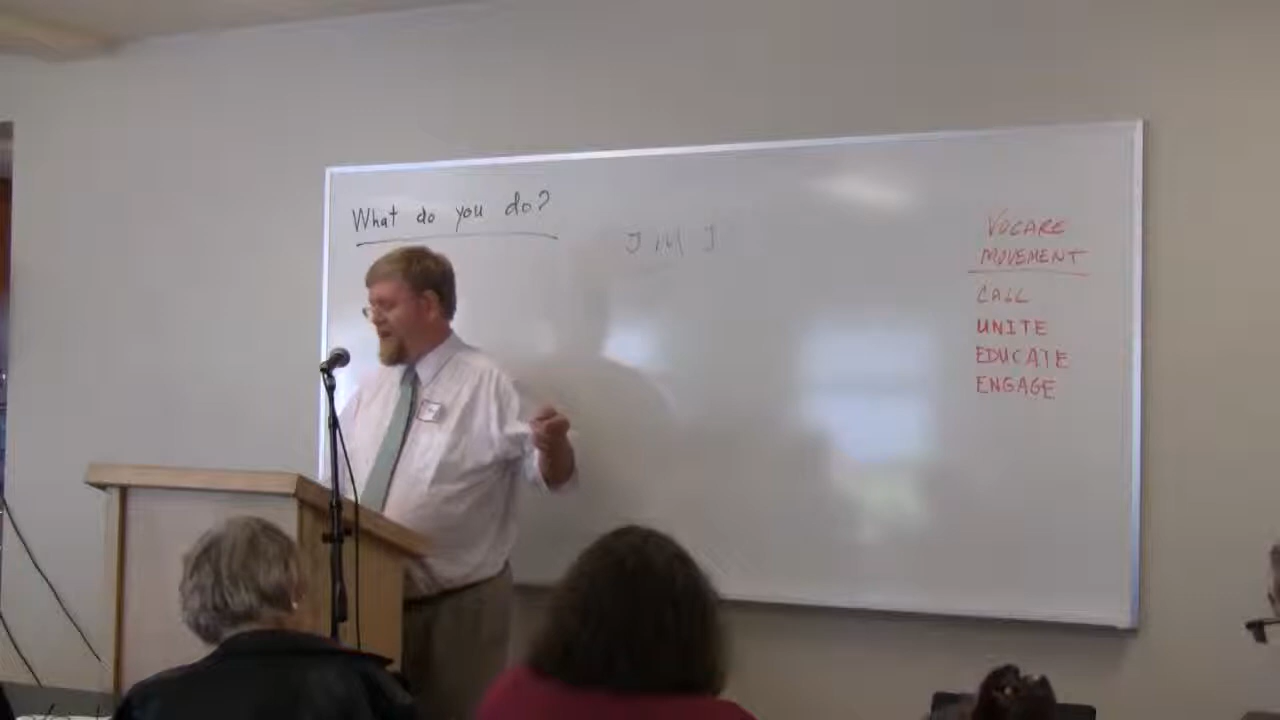 What do you do?
J M J
VOCARE
MOVEMENT
CALL
UNITE
EDUCATE
ENGAGE